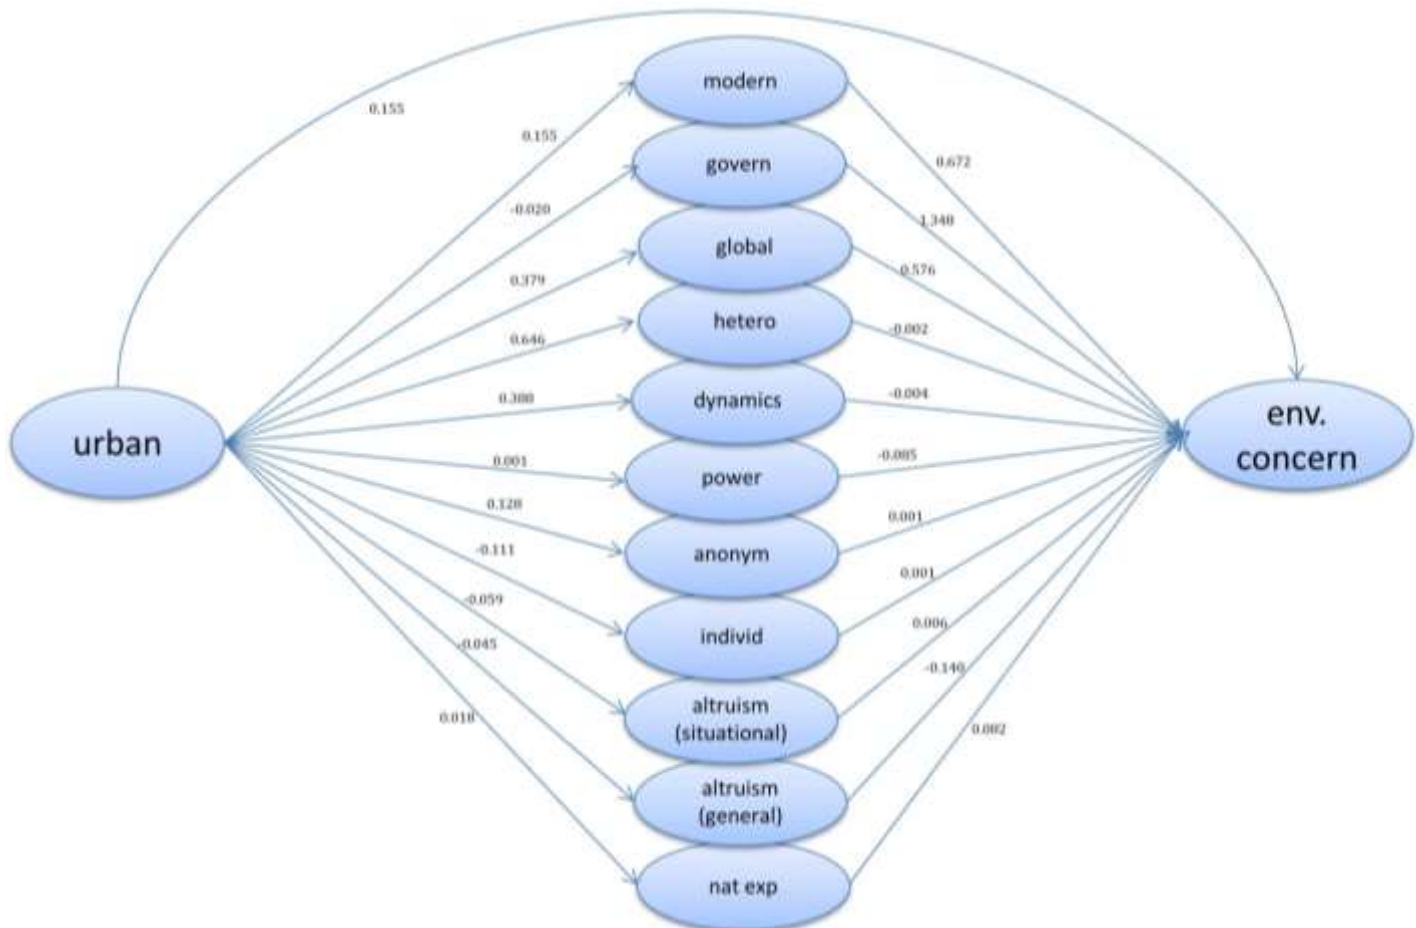 modern
0.155
0.155
0.672
govern
-0.020
1.348
global
0.379
0.576
hetero
0.646
-0.002
dynamics
0.388
-0.004
urban
env.
concern
0.001
power
-0.085
0.128
anonym
0.001
-0.111
individ
0.001
-0.059
altruism
(situational)
0.006
-0.045
altruism
(general)
-0.140
0.018
nat exp
0.082